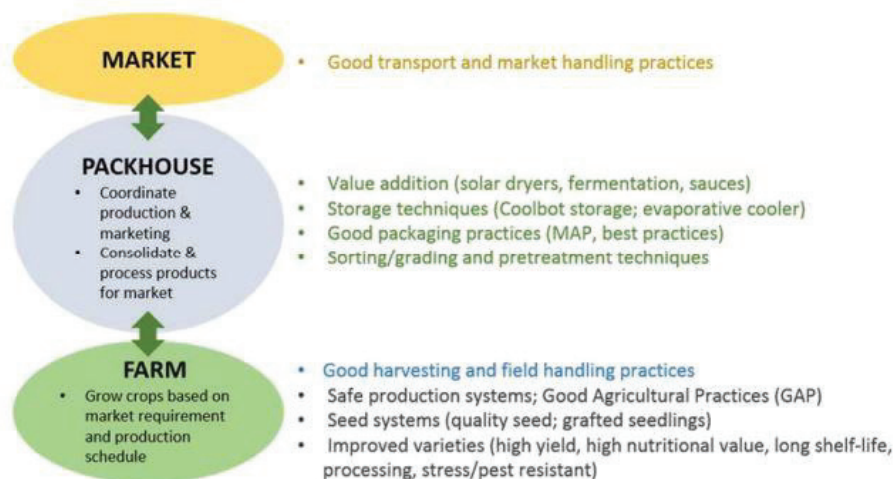 MARKET
• Good transport and market handling practices
PACKHOUSE
• Coordinate
production &
marketing
• Consolidate &
process products
for market
• Value addition (solar dryers, fermentation, sauces)
• Storage techniques (Coolbot storage; evaporative cooler)
• Good packaging practices (MAP, best practices)
• Sorting/grading and pretreatment techniques
FARM
• Grow crops based on
market requirement
and production
schedule
• Good harvesting and field handling practices
• Safe production systems; Good Agricultural Practices (GAP)
• Seed systems (quality seed; grafted seedlings)
• Improved varieties (high yield, high nutritional value, long shelf-life,
processing, stress/pest resistant)